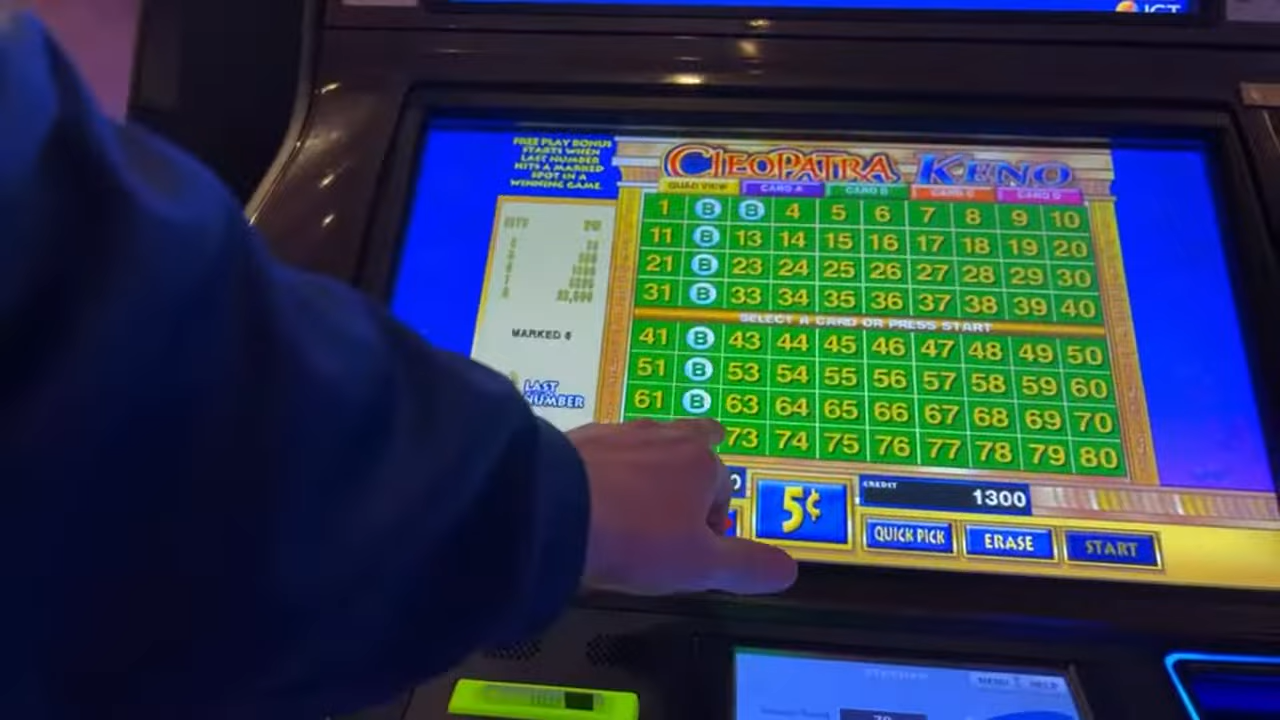 IGT
FREE PLAY BONUS
STARTS WHEN
LAST NUMBER
HITS A MARKED
SPOT IN A
WINNING GAME.
CLEOPATRA KENO
QUAD VIEW CARD A CARD B CARD C CARD D
1 B B 4 5 6 7 8 9 10
11 B 13 14 15 16 17 18 19 20
21 B 23 24 25 26 27 28 29 30
31 B 33 34 35 36 37 38 39 40
SELECT A CARD OR PRESS START
41 B 43 44 45 46 47 48 49 50
51 B 53 54 55 56 57 58 59 60
61 B 63 64 65 66 67 68 69 70
73 74 75 76 77 78 79 80
MARKED
LAST
NUMBER
0
5¢
CREDIT
1300
QUICK PICK
ERASE
START
MENU
HELP